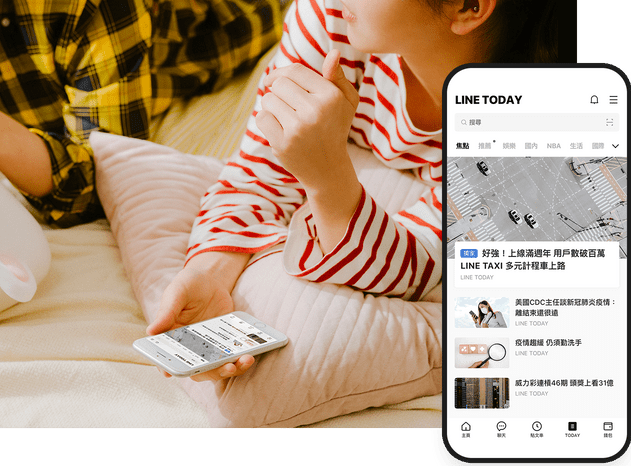 LINE TODAY
搜尋
焦點 推薦 娛樂 國內 NBA 生活 國際
獨家 好強！上線滿週年 用戶數破百萬
LINE TAXI 多元計程車上路
LINE TODAY
美國CDC主任談新冠肺炎疫情：
離結束還很遠
LINE TODAY
疫情趨緩 仍須勤洗手
LINE TODAY
威力彩連槓46期 頭獎上看31億
LINE TODAY
主頁 聊天 貼文串 TODAY 錢包